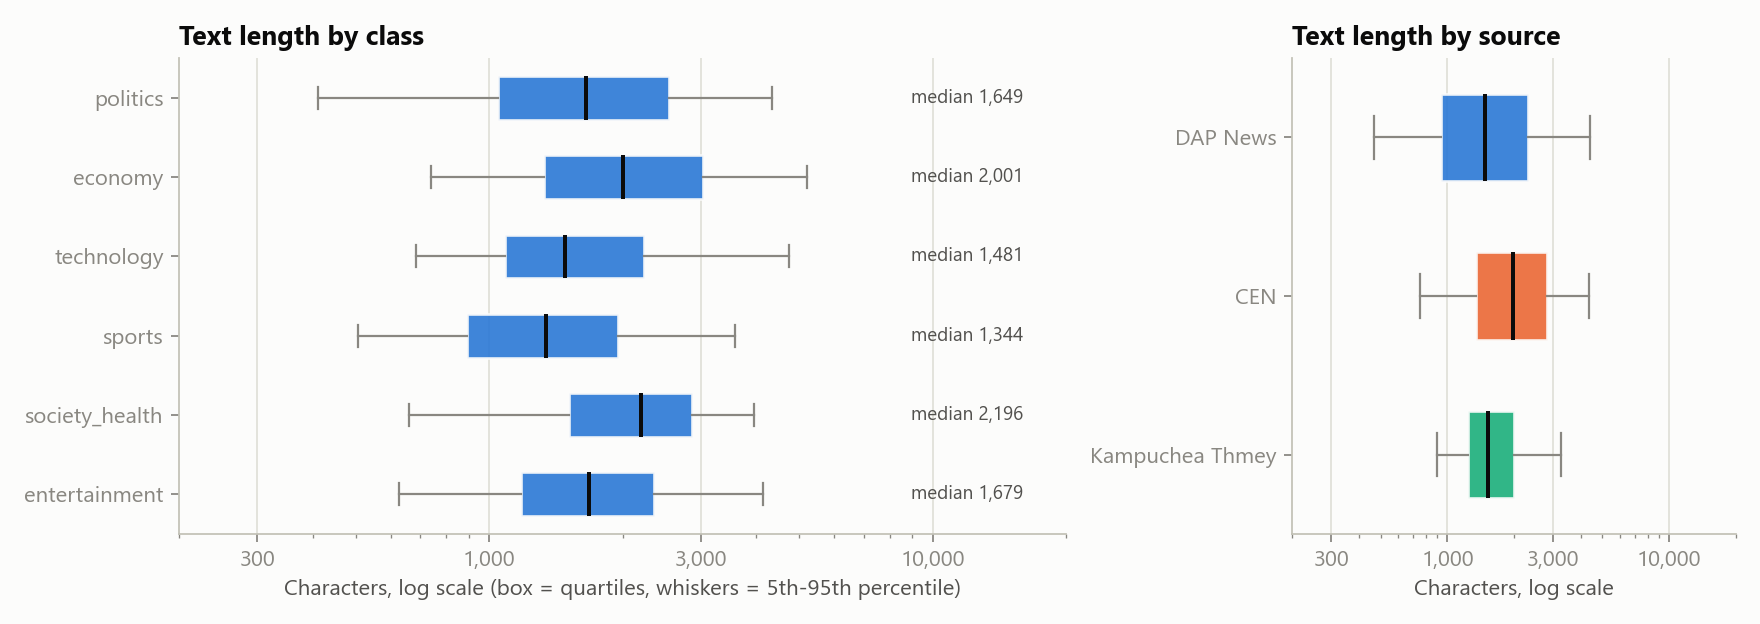 Text length by class
politics
median 1,649
economy
median 2,001
technology
median 1,481
sports
median 1,344
society_health
median 2,196
entertainment
median 1,679
300 1,000 3,000 10,000
Characters, log scale (box = quartiles, whiskers = 5th-95th percentile)
Text length by source
DAP News
CEN
Kampuchea Thmey
300 1,000 3,000 10,000
Characters, log scale